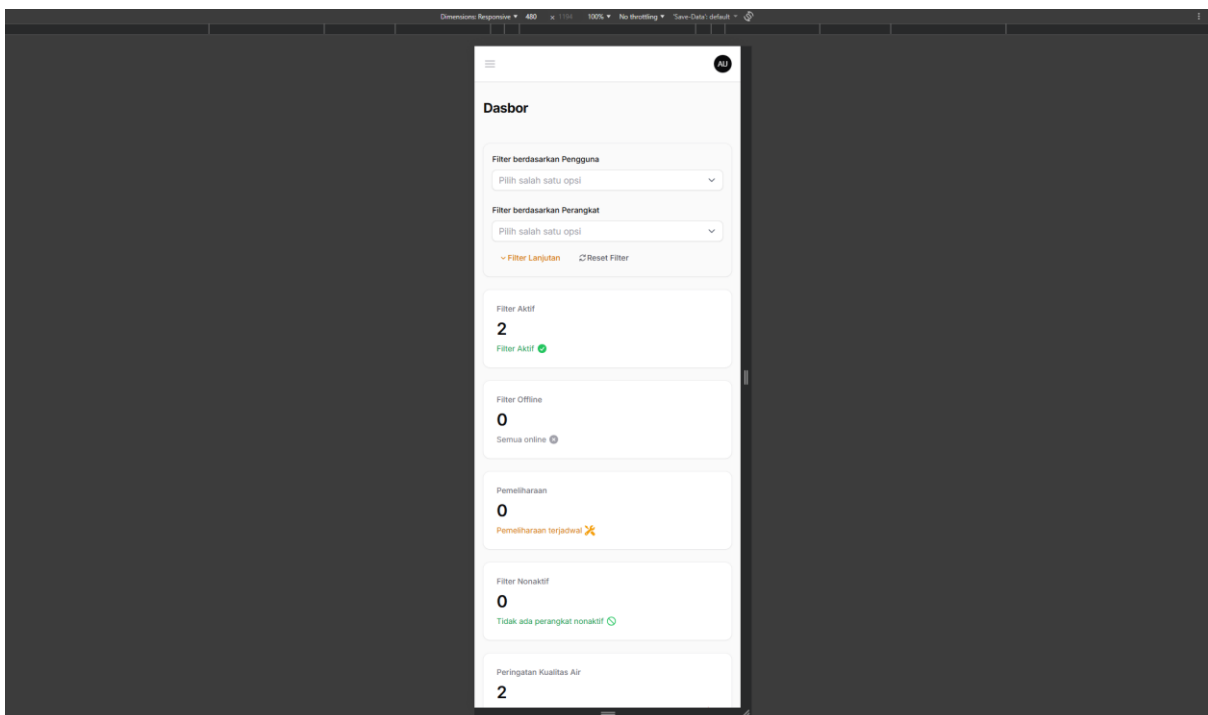 Dimensions: Responsive 480 x 1194 100% No throttling 'Save-Data': default
AU
Dasbor
Filter berdasarkan Pengguna
Pilih salah satu opsi
Filter berdasarkan Perangkat
Pilih salah satu opsi
Filter Lanjutan Reset Filter
Filter Aktif
2
Filter Aktif
Filter Offline
0
Semua online
Pemeliharaan
0
Pemeliharaan terjadwal
Filter Nonaktif
0
Tidak ada perangkat nonaktif
Peringatan Kualitas Air
2